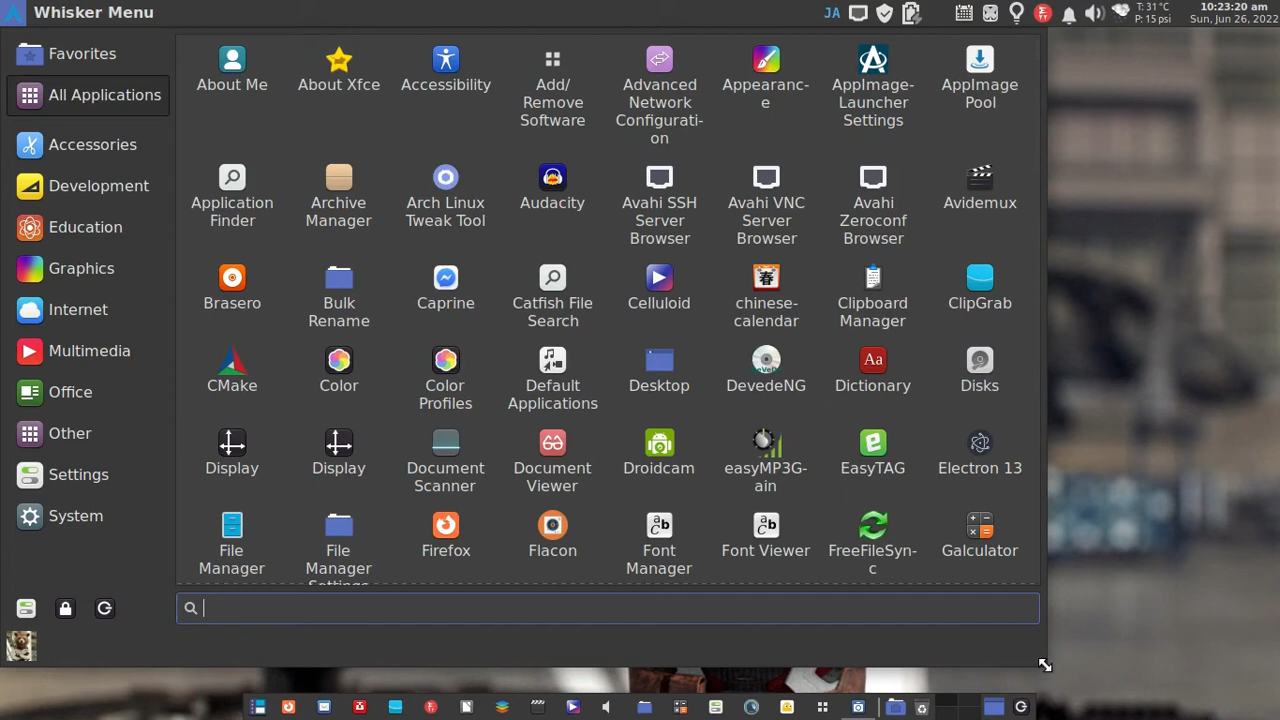 Whisker Menu
JA
T: 31°C
P: 15 psi
10:23:20 am
Sun, Jun 26, 2022
Favorites
All Applications
Accessories
Development
Education
Graphics
Internet
Multimedia
Office
Other
Settings
System
About Me
About Xfce
Accessibility
Add/
Remove
Software
Advanced
Network
Configurati-
on
Appearanc-
e
AppImage-
Launcher
Settings
AppImage
Pool
Application
Finder
Archive
Manager
Arch Linux
Tweak Tool
Audacity
Avahi SSH
Server
Browser
Avahi VNC
Server
Browser
Avahi
Zeroconf
Browser
Avidemux
Brasero
Bulk
Rename
Caprine
Catfish File
Search
Celluloid
春
chinese-
calendar
Clipboard
Manager
ClipGrab
CMake
Color
Color
Profiles
Default
Applications
Desktop
DevedeNG
Aa
Dictionary
Disks
Display
Display
Document
Scanner
Document
Viewer
Droidcam
easyMP3G-
ain
EasyTAG
Electron 13
File
Manager
File
Manager
Settings
Firefox
Flacon
Font
Manager
Font Viewer
FreeFileSyn-
c
Galculator